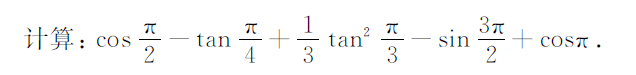 计算：cos π/2 − tan π/4 + 1/3 tan² π/3 − sin 3π/2 + cosπ．